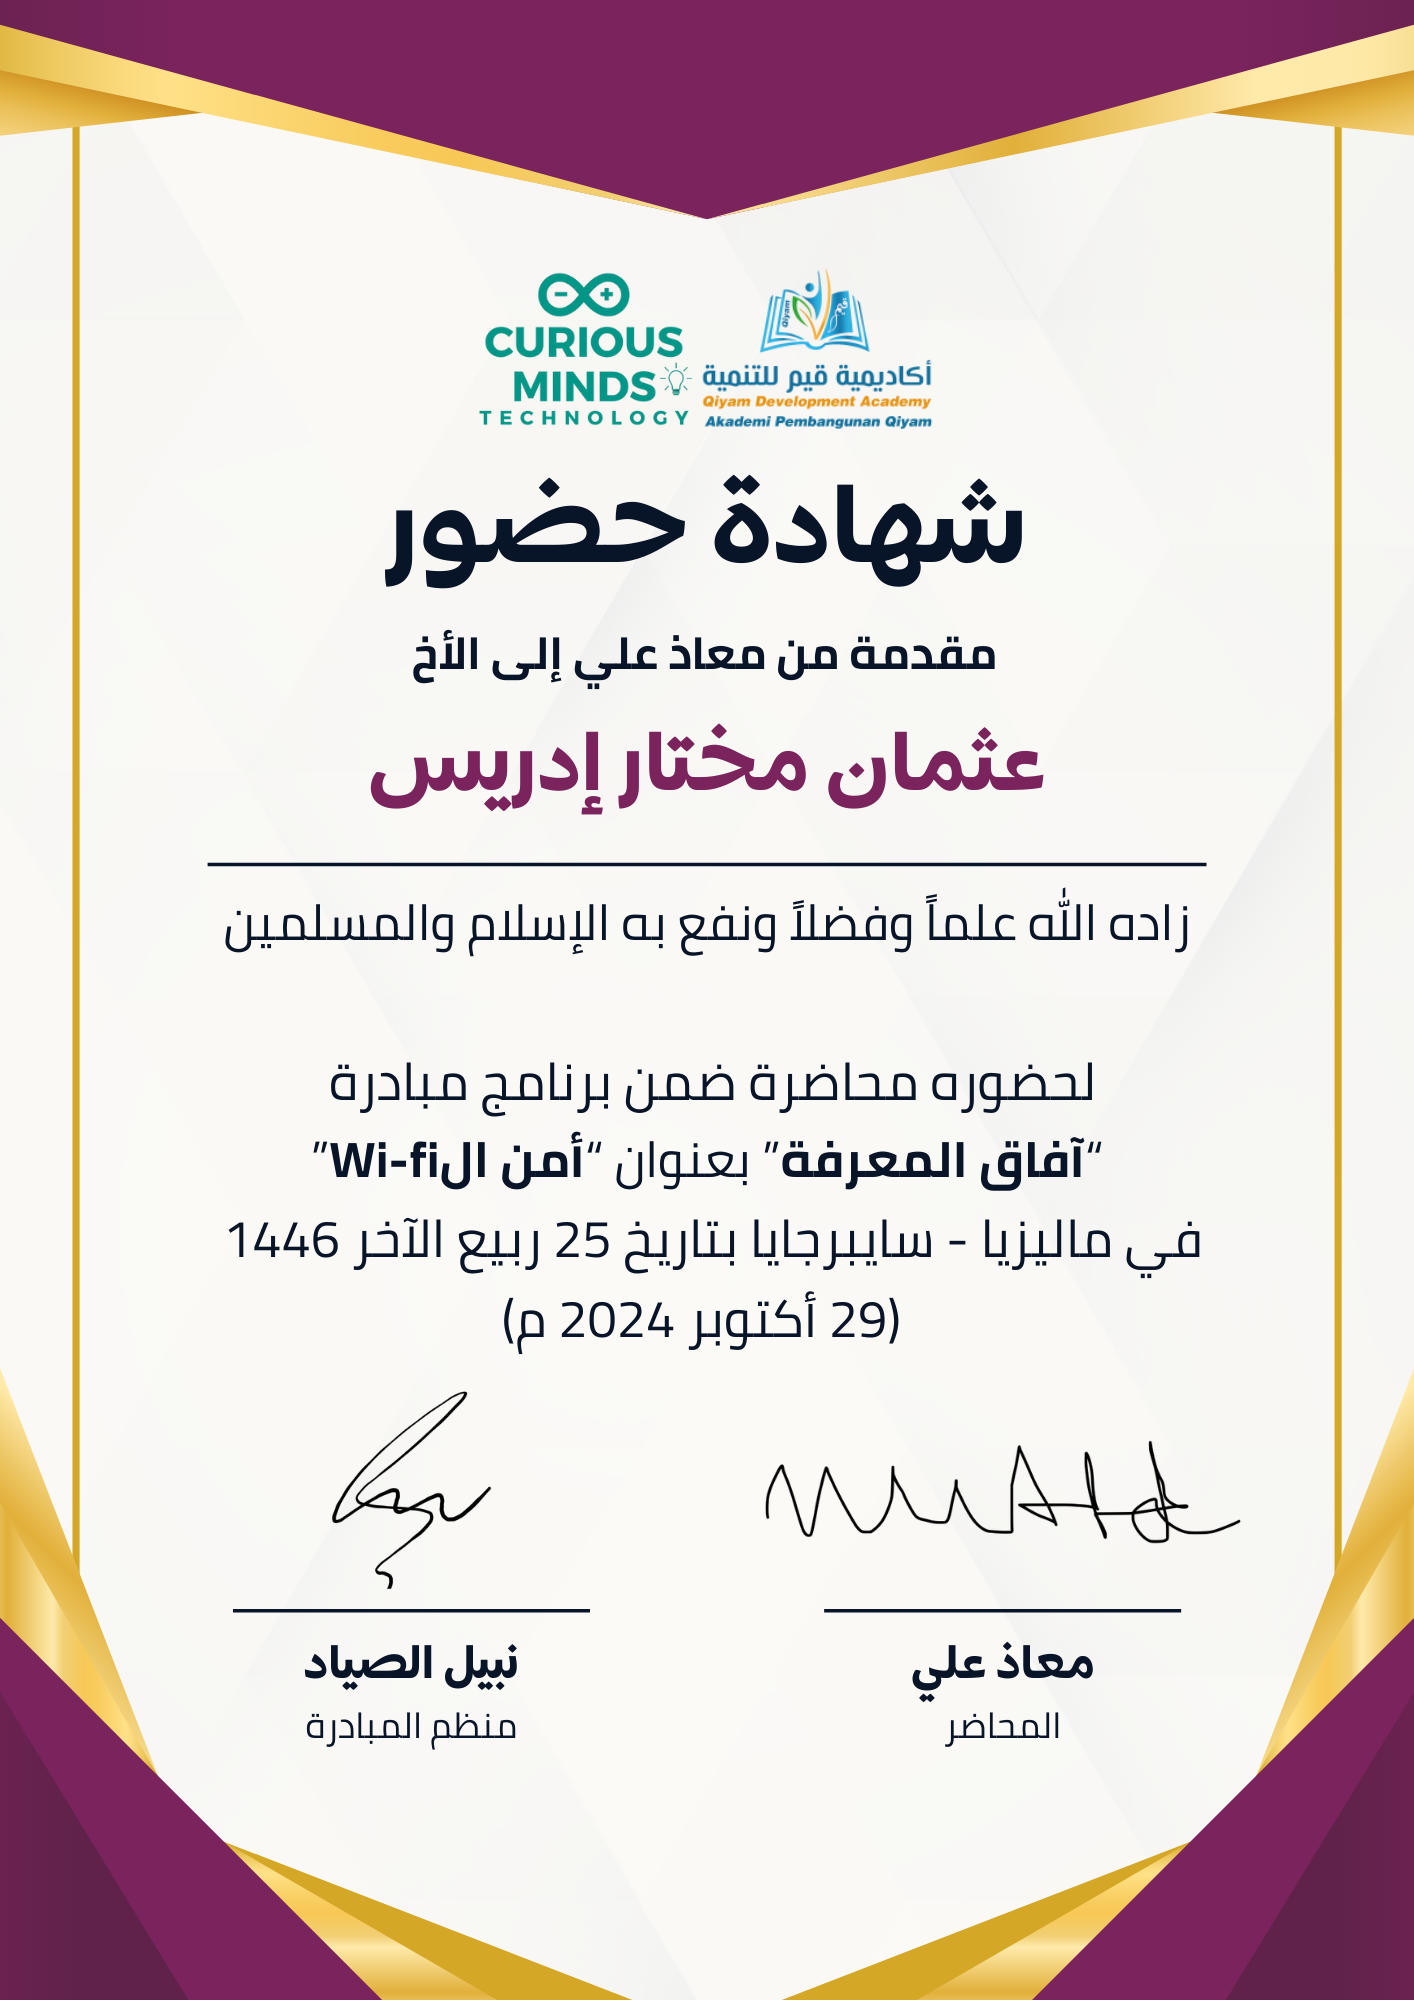 CURIOUS
MINDS
TECHNOLOGY
Qiyam
قيم
أكاديمية قيم للتنمية
Qiyam Development Academy
Akademi Pembangunan Qiyam
شهادة حضور
مقدمة من معاذ علي إلى الأخ
عثمان مختار إدريس
زاده الله علماً وفضلاً ونفع به الإسلام والمسلمين
لحضوره محاضرة ضمن برنامج مبادرة
“آفاق المعرفة” بعنوان “أمن الWi-fi”
في ماليزيا - سايبرجايا بتاريخ 25 ربيع الآخر 1446
(29 أكتوبر 2024 م)
معاذ علي
المحاضر
نبيل الصياد
منظم المبادرة